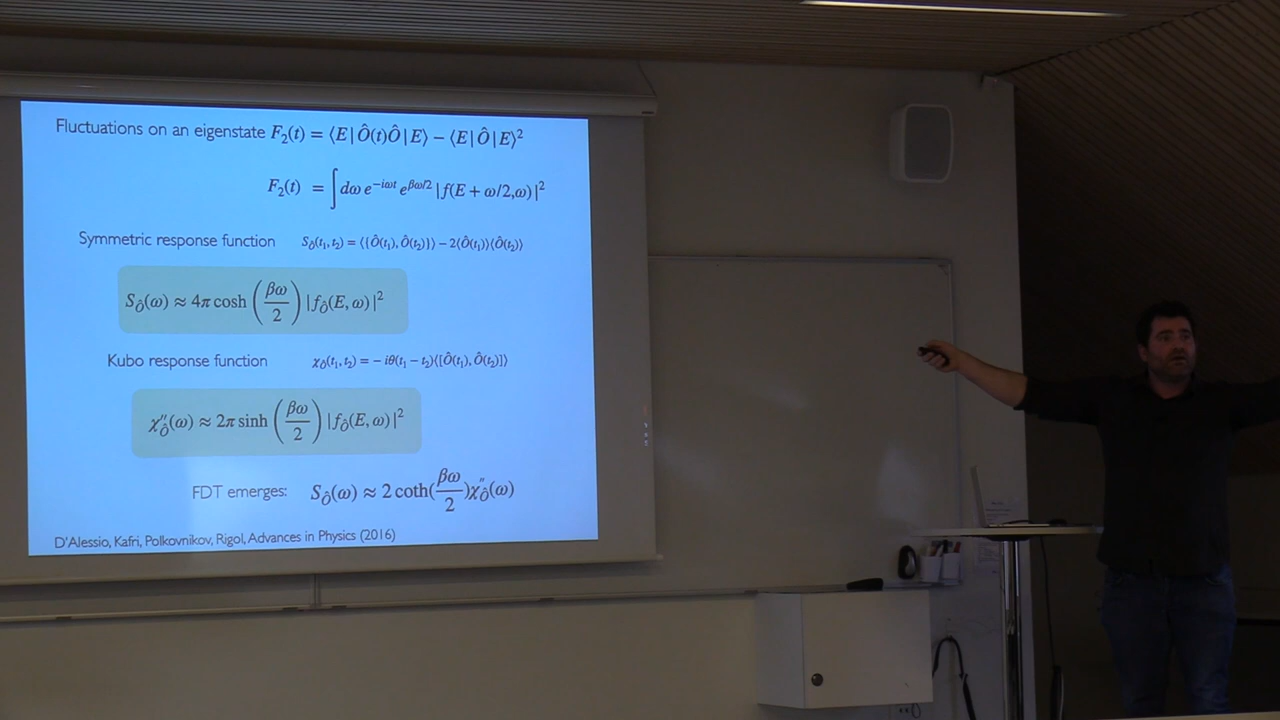 Fluctuations on an eigenstate F₂(t) = ⟨E|Ô(t)Ô|E⟩ − ⟨E|Ô|E⟩²
F₂(t) = ∫dω e^{−iωt} e^{βω/2} |f(E + ω/2,ω)|²
Symmetric response function S_Ô(t₁, t₂) = ⟨{Ô(t₁), Ô(t₂)}⟩ − 2⟨Ô(t₁)⟩⟨Ô(t₂)⟩
S_Ô(ω) ≈ 4π cosh (βω/2) |f_Ô(E, ω)|²
Kubo response function χ_Ô(t₁, t₂) = − iθ(t₁ − t₂)⟨[Ô(t₁), Ô(t₂)]⟩
χ''_Ô(ω) ≈ 2π sinh (βω/2) |f_Ô(E, ω)|²
FDT emerges: S_Ô(ω) ≈ 2 coth(βω/2)χ''_Ô(ω)
D'Alessio, Kafri, Polkovnikov, Rigol, Advances in Physics (2016)